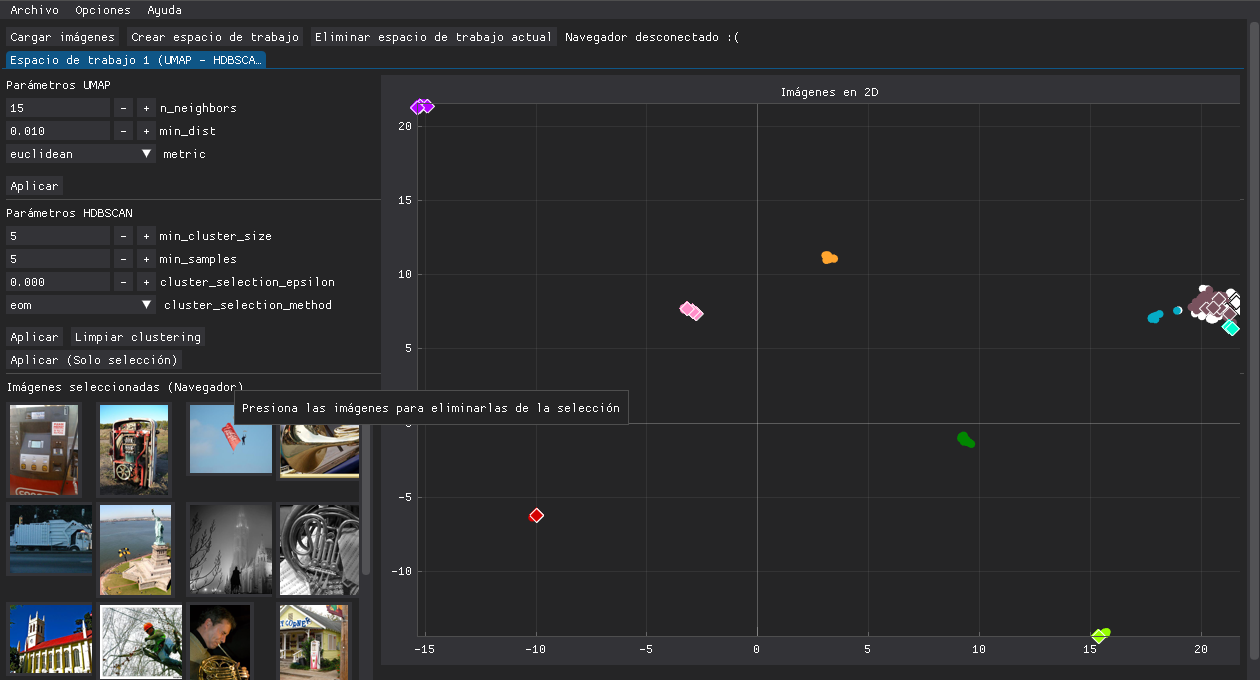 Archivo Opciones Ayuda
Cargar imágenes Crear espacio de trabajo Eliminar espacio de trabajo actual Navegador desconectado :(
Espacio de trabajo 1 (UMAP - HDBSCA…
Parámetros UMAP
15 - + n_neighbors
0.010 - + min_dist
euclidean ▼ metric
Aplicar
Parámetros HDBSCAN
5 - + min_cluster_size
5 - + min_samples
0.000 - + cluster_selection_epsilon
eom ▼ cluster_selection_method
Aplicar Limpiar clustering
Aplicar (Solo selección)
Imágenes seleccionadas (Navegador)
Presiona las imágenes para eliminarlas de la selección
Imágenes en 2D
20
15
10
5
-5
-10
-15 -10 -5 0 5 10 15 20